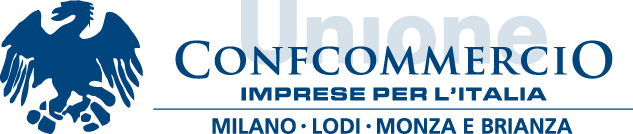 Unione
CONFCOMMERCIO
IMPRESE PER L'ITALIA
MILANO · LODI · MONZA E BRIANZA